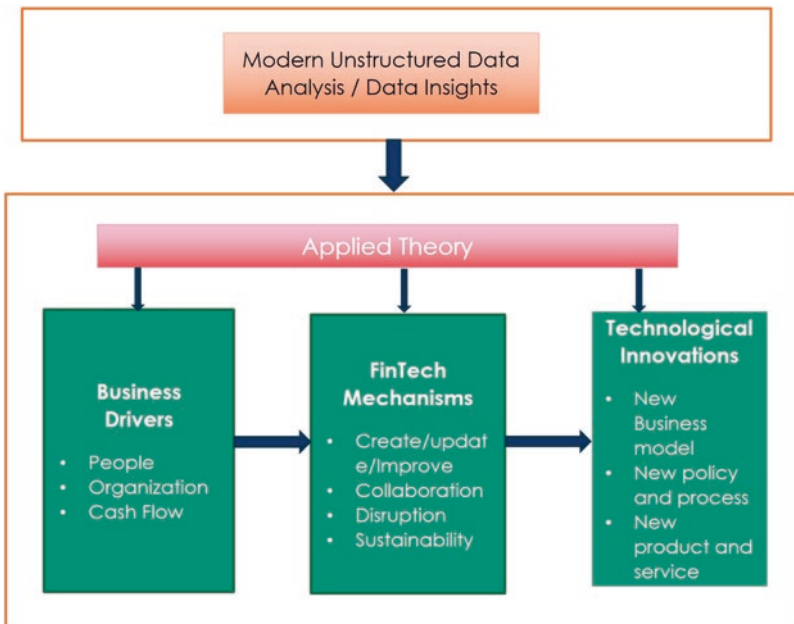 Modern Unstructured Data
Analysis / Data Insights
Applied Theory
Business
Drivers
• People
• Organization
• Cash Flow
FinTech
Mechanisms
• Create/updat
e/Improve
• Collaboration
• Disruption
• Sustainability
Technological
Innovations
• New
Business
model
• New policy
and process
• New
product and
service